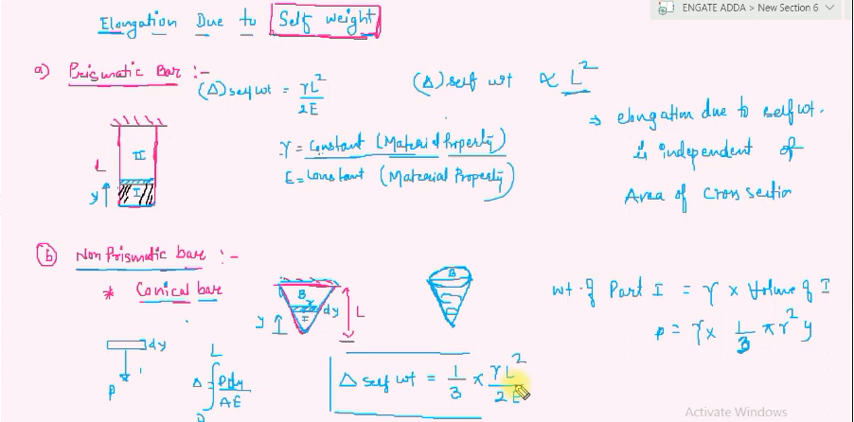 ENGATE ADDA > New Section 6
Elongation Due to Self weight
a) Prismatic Bar :-
(Δ)self wt = γL²/2E
(Δ)self wt ∝ L²
⇒ elongation due to self wt.
is independent of
Area of cross section
γ = Constant (Material Property)
E = Constant (Material Property)
II
L
y
I
(b) Non Prismatic bar :-
* Conical bar
B
I
dy
y
L
B
wt. of Part I = γ × Volume of I
P = γ × 1/3 πr²y
dy
P
Δ = ∫₀ᴸ Pdy/AE
Δ self wt = 1/3 × γL²/2E
Activate Windows